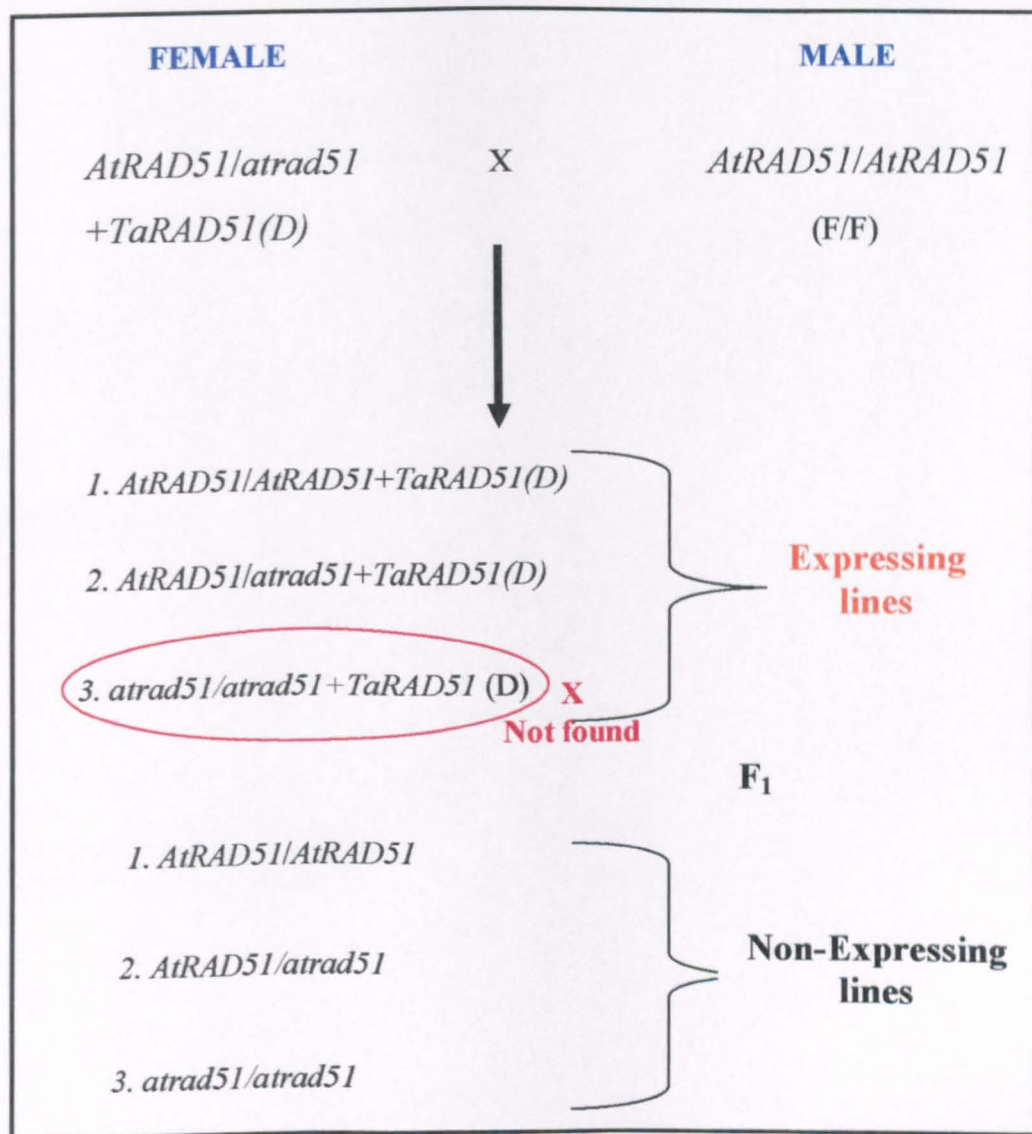 FEMALE MALE
AtRAD51/atrad51 X AtRAD51/AtRAD51
+TaRAD51(D) (F/F)
1. AtRAD51/AtRAD51+TaRAD51(D)
2. AtRAD51/atrad51+TaRAD51(D)
Expressing
lines
3. atrad51/atrad51+TaRAD51 (D) X
Not found
F₁
1. AtRAD51/AtRAD51
2. AtRAD51/atrad51
Non-Expressing
lines
3. atrad51/atrad51